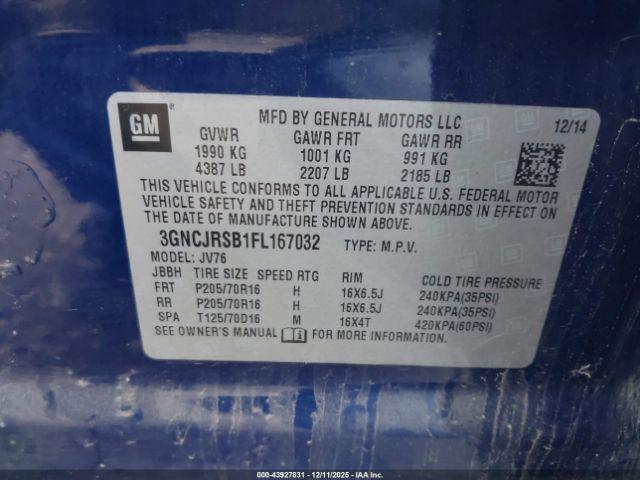 GM
MFD BY GENERAL MOTORS LLC 12/14
GVWR GAWR FRT GAWR RR
1990 KG 1001 KG 991 KG
4387 LB 2207 LB 2185 LB
THIS VEHICLE CONFORMS TO ALL APPLICABLE U.S. FEDERAL MOTOR
VEHICLE SAFETY AND THEFT PREVENTION STANDARDS IN EFFECT ON
THE DATE OF MANUFACTURE SHOWN ABOVE.
3GNCJRSB1FL167032 TYPE: M.P.V.
MODEL: JV76
JBBH TIRE SIZE SPEED RTG RIM COLD TIRE PRESSURE
FRT P205/70R16 H 16X6.5J 240KPA(35PSI)
RR P205/70R16 H 16X6.5J 240KPA(35PSI)
SPA T125/70D16 M 16X4T 420KPA(60PSI)
SEE OWNER'S MANUAL i FOR MORE INFORMATION.
© IAA 00-43927831 - 12/11/2025 - IAAI.COM